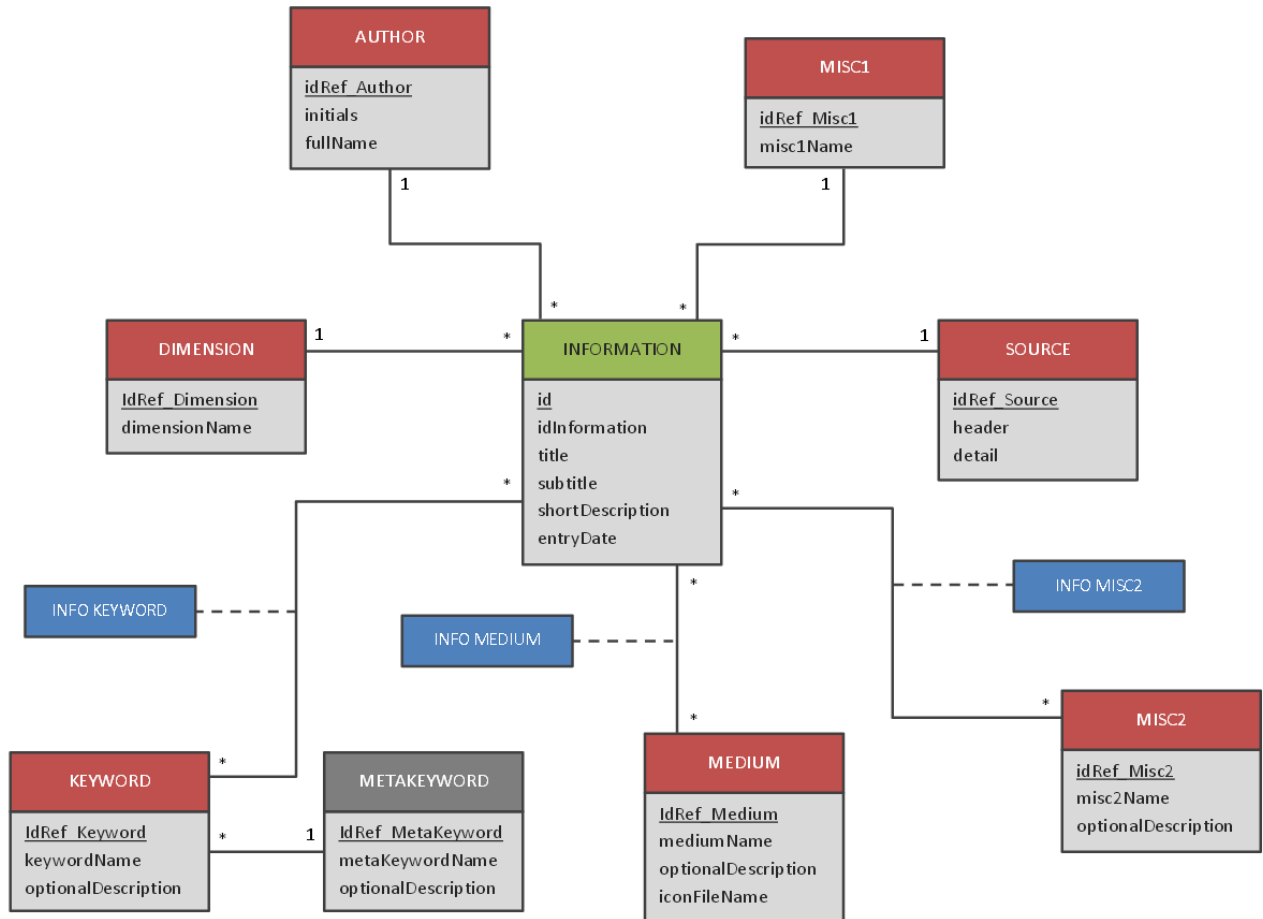 AUTHOR
idRef_Author
initials
fullName
1
MISC1
idRef_Misc1
misc1Name
1
*
*
DIMENSION
IdRef_Dimension
dimensionName
1
*
INFORMATION
id
idInformation
title
subtitle
shortDescription
entryDate
*
1
SOURCE
idRef_Source
header
detail
*
*
INFO KEYWORD
*
INFO MEDIUM
INFO MISC2
*
*
*
KEYWORD
IdRef_Keyword
keywordName
optionalDescription
*
1
METAKEYWORD
IdRef_MetaKeyword
metaKeywordName
optionalDescription
MEDIUM
IdRef_Medium
mediumName
optionalDescription
iconFileName
MISC2
idRef_Misc2
misc2Name
optionalDescription